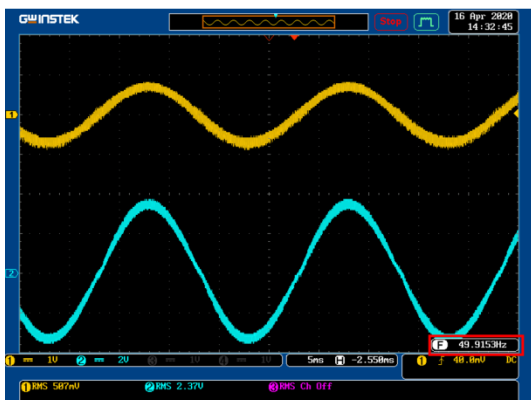 GWINSTEK
Stop
16 Apr 2020
14:32:45
1
2
F 49.9153Hz
1 1V 2 2V 3 1V 4 1V 5ms H -2.550ms 1 40.0mV DC
1 RMS 507mV 2 RMS 2.37V 3 RMS Ch Off